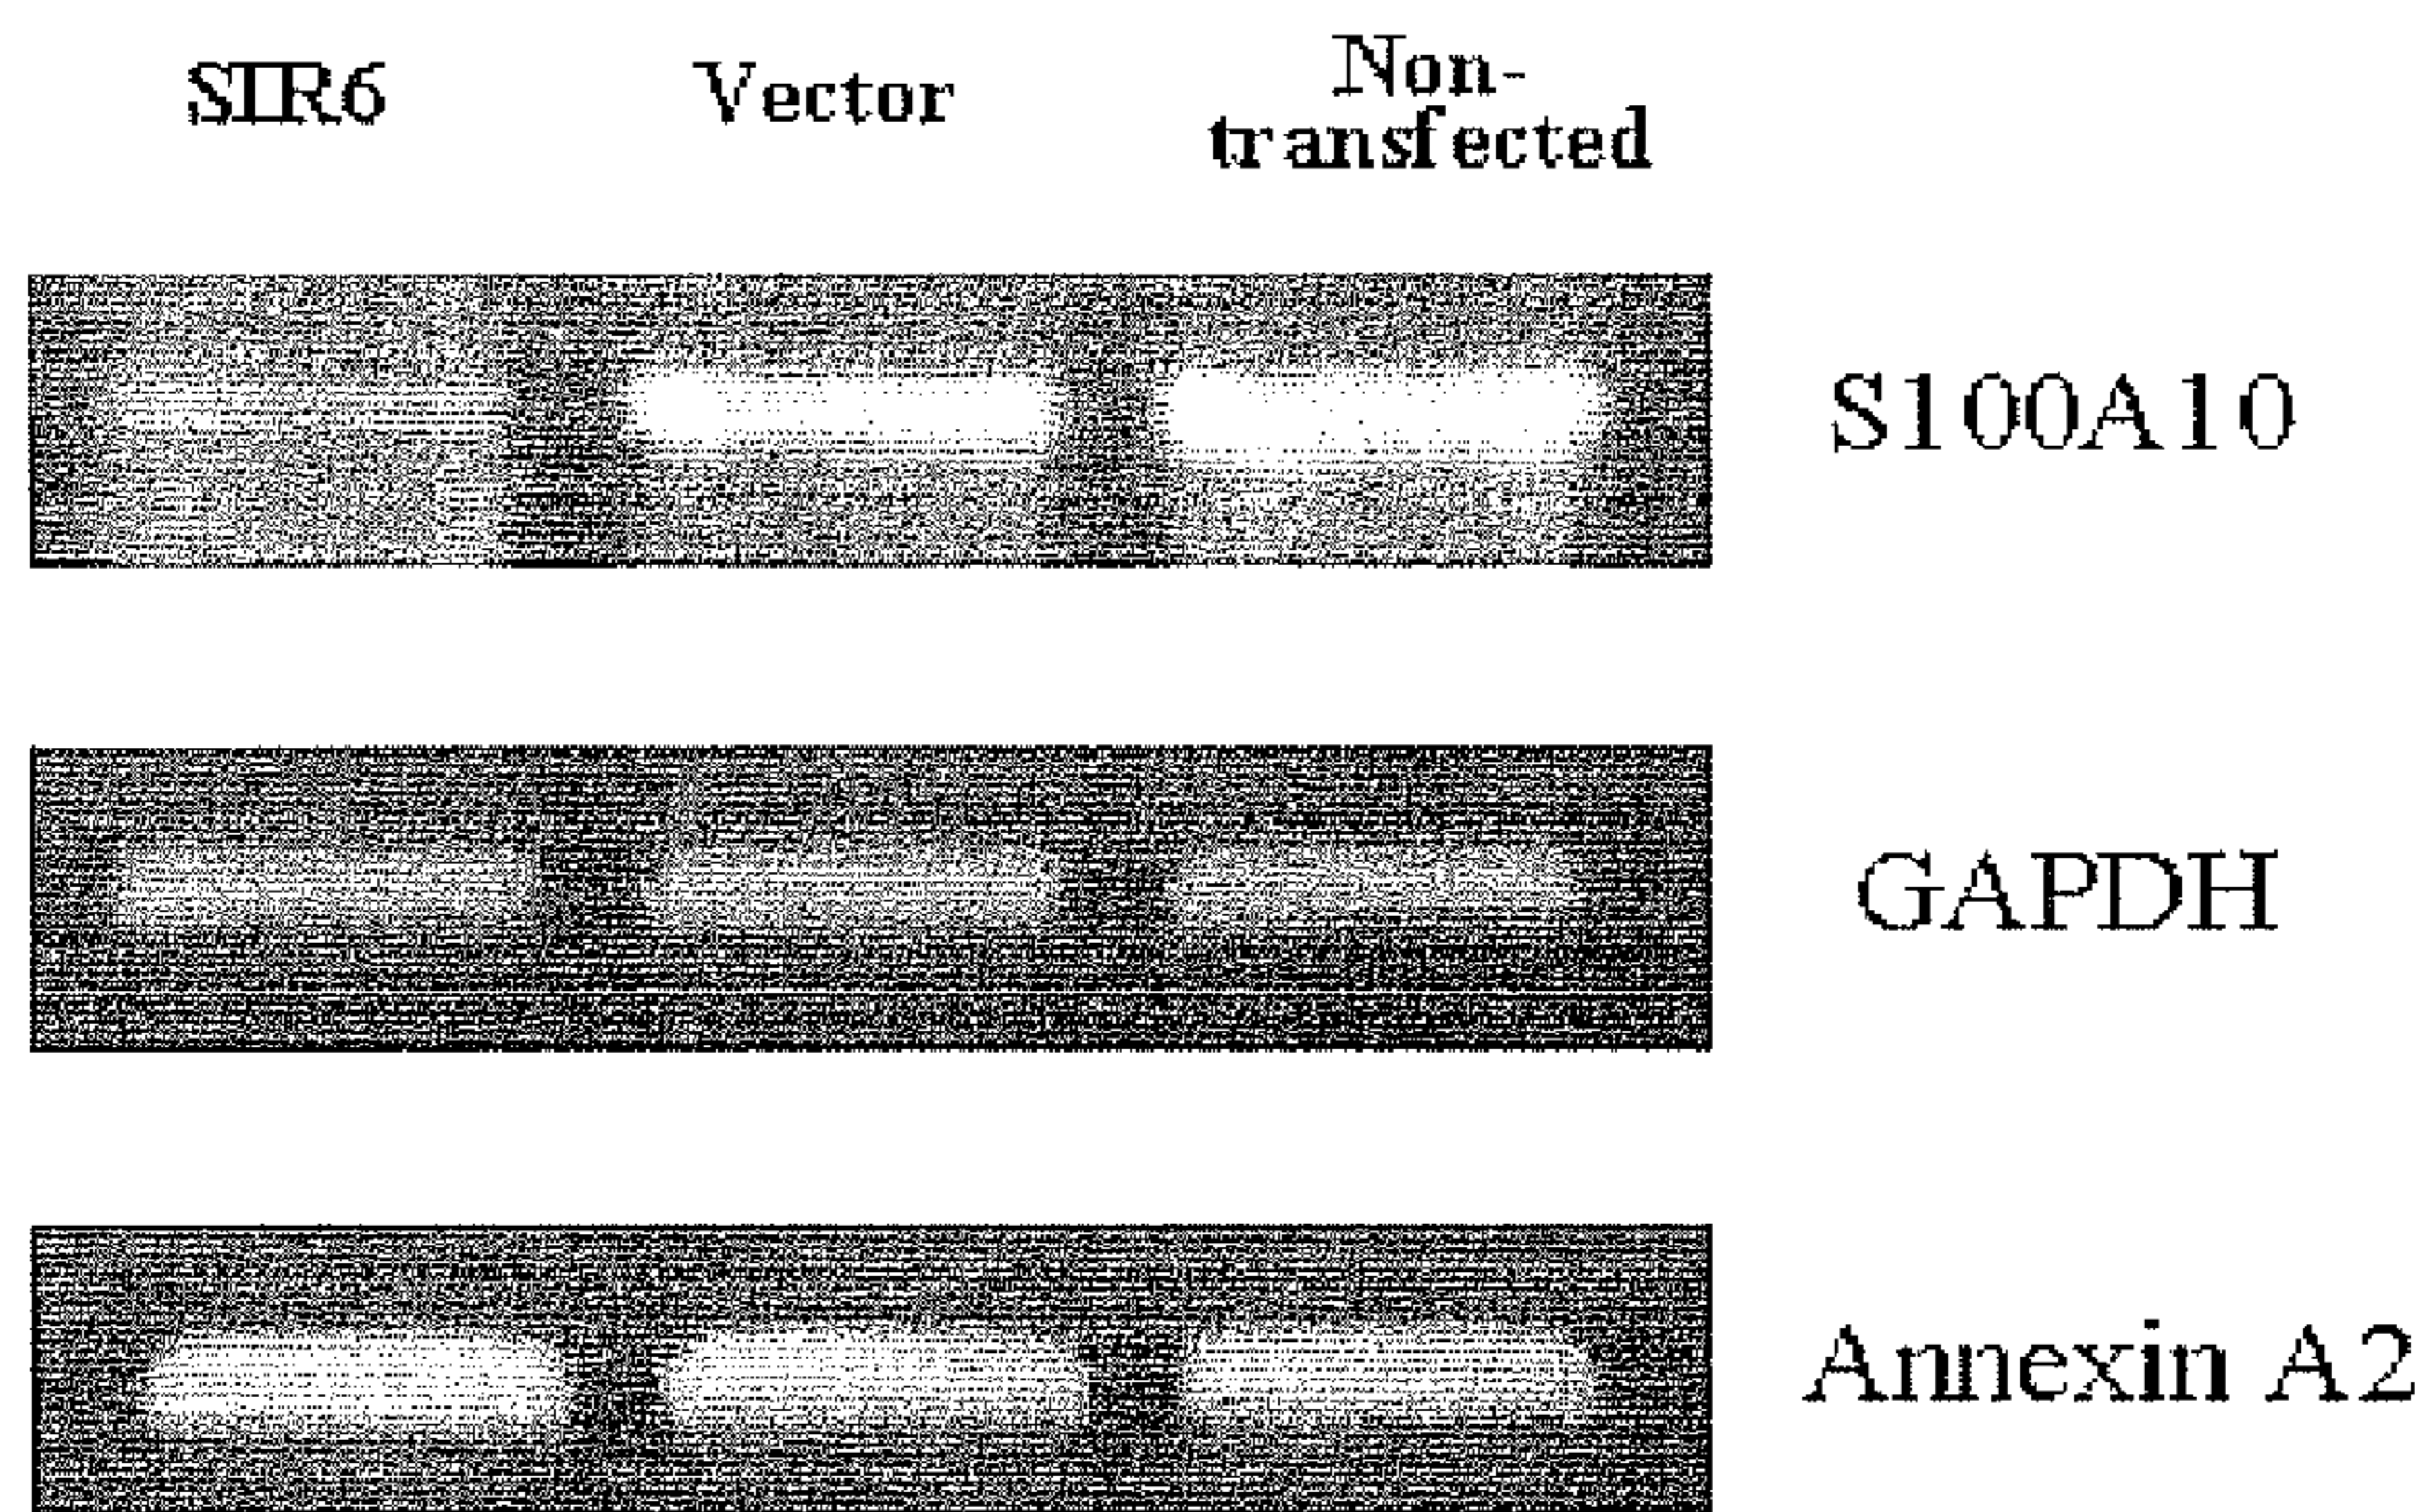 SIR6
Vector
Non-
transfected
S100A10
GAPDH
Annexin A2